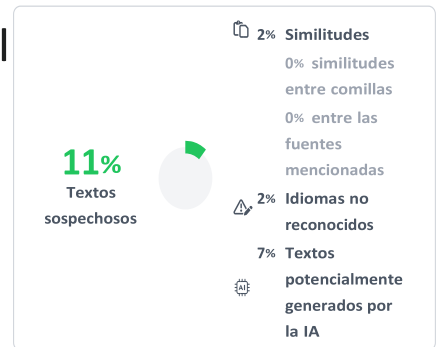 11%
Textos
sospechosos
2% Similitudes
0% similitudes
entre comillas
0% entre las
fuentes
mencionadas
2% Idiomas no
reconocidos
7% Textos
potencialmente
generados por
la IA
AI